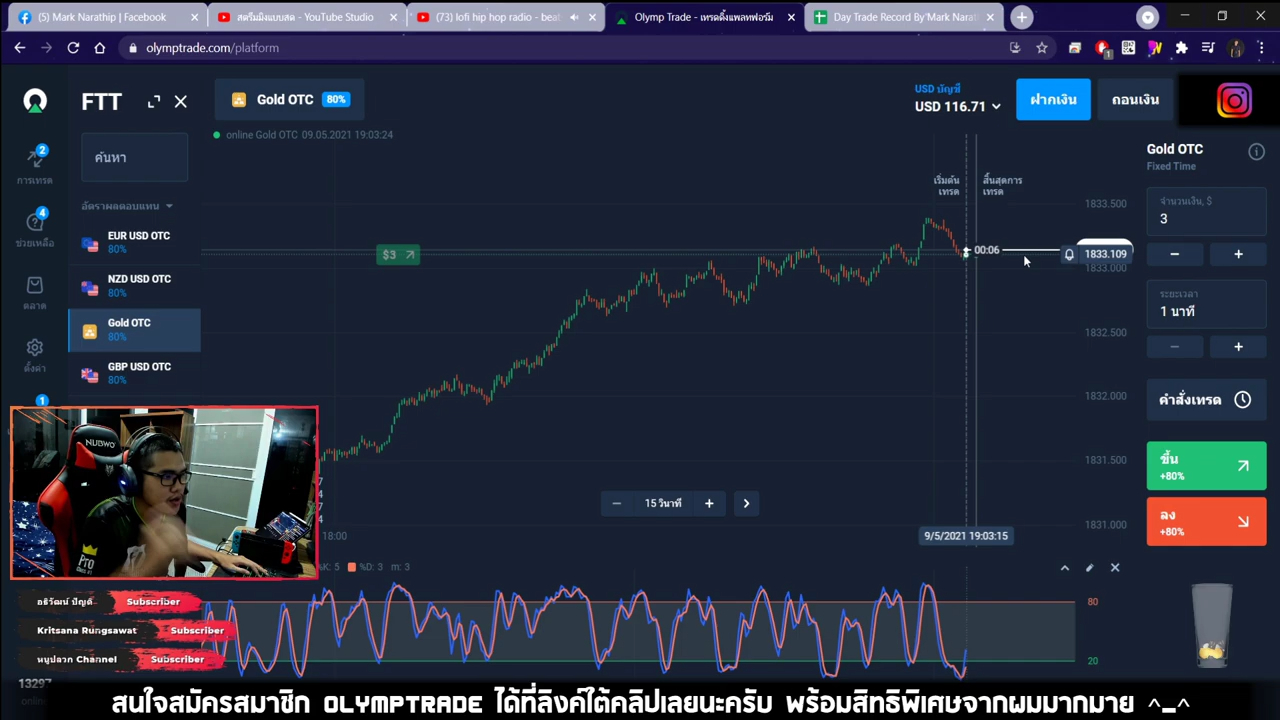 (5) Mark Narathip | Facebook
สตรีมมิงแบบสด - YouTube Studio
(73) lofi hip hop radio - beat
Olymp Trade - เทรดดิ้งแพลทฟอร์ม
Day Trade Record By Mark Narat
olymptrade.com/platform
1
FTT
Gold OTC
80%
USD บัญชี
USD 116.71
ฝากเงิน
ถอนเงิน
online Gold OTC 09.05.2021 19:03:24
2
การเทรด
4
ช่วยเหลือ
ตลาด
ตั้งค่า
1
ค้นหา
อัตราผลตอบแทน
EUR USD OTC
80%
NZD USD OTC
80%
Gold OTC
80%
GBP USD OTC
80%
$3
เริ่มต้น
เทรด
สิ้นสุดการ
เทรด
00:06
1833.500
1833.109
1833.000
1832.500
1832.000
1831.500
1831.000
Gold OTC
Fixed Time
จำนวนเงิน, $
3
ระยะเวลา
1 นาที
คำสั่งเทรด
ขึ้น
+80%
ลง
+80%
15 วินาที
18:00
9/5/2021 19:03:15
%K: 5
%D: 3
m: 3
80
20
NUBWO
PRO
อธิวัฒน์ ปัญดี
Subscriber
Kritsana Rungsawat
Subscriber
หนูปลวก Channel
Subscriber
13297
สนใจสมัครสมาชิก OLYMPTRADE ได้ที่ลิงค์ใต้คลิปเลยนะครับ พร้อมสิทธิพิเศษจากผมมากมาย ^_^